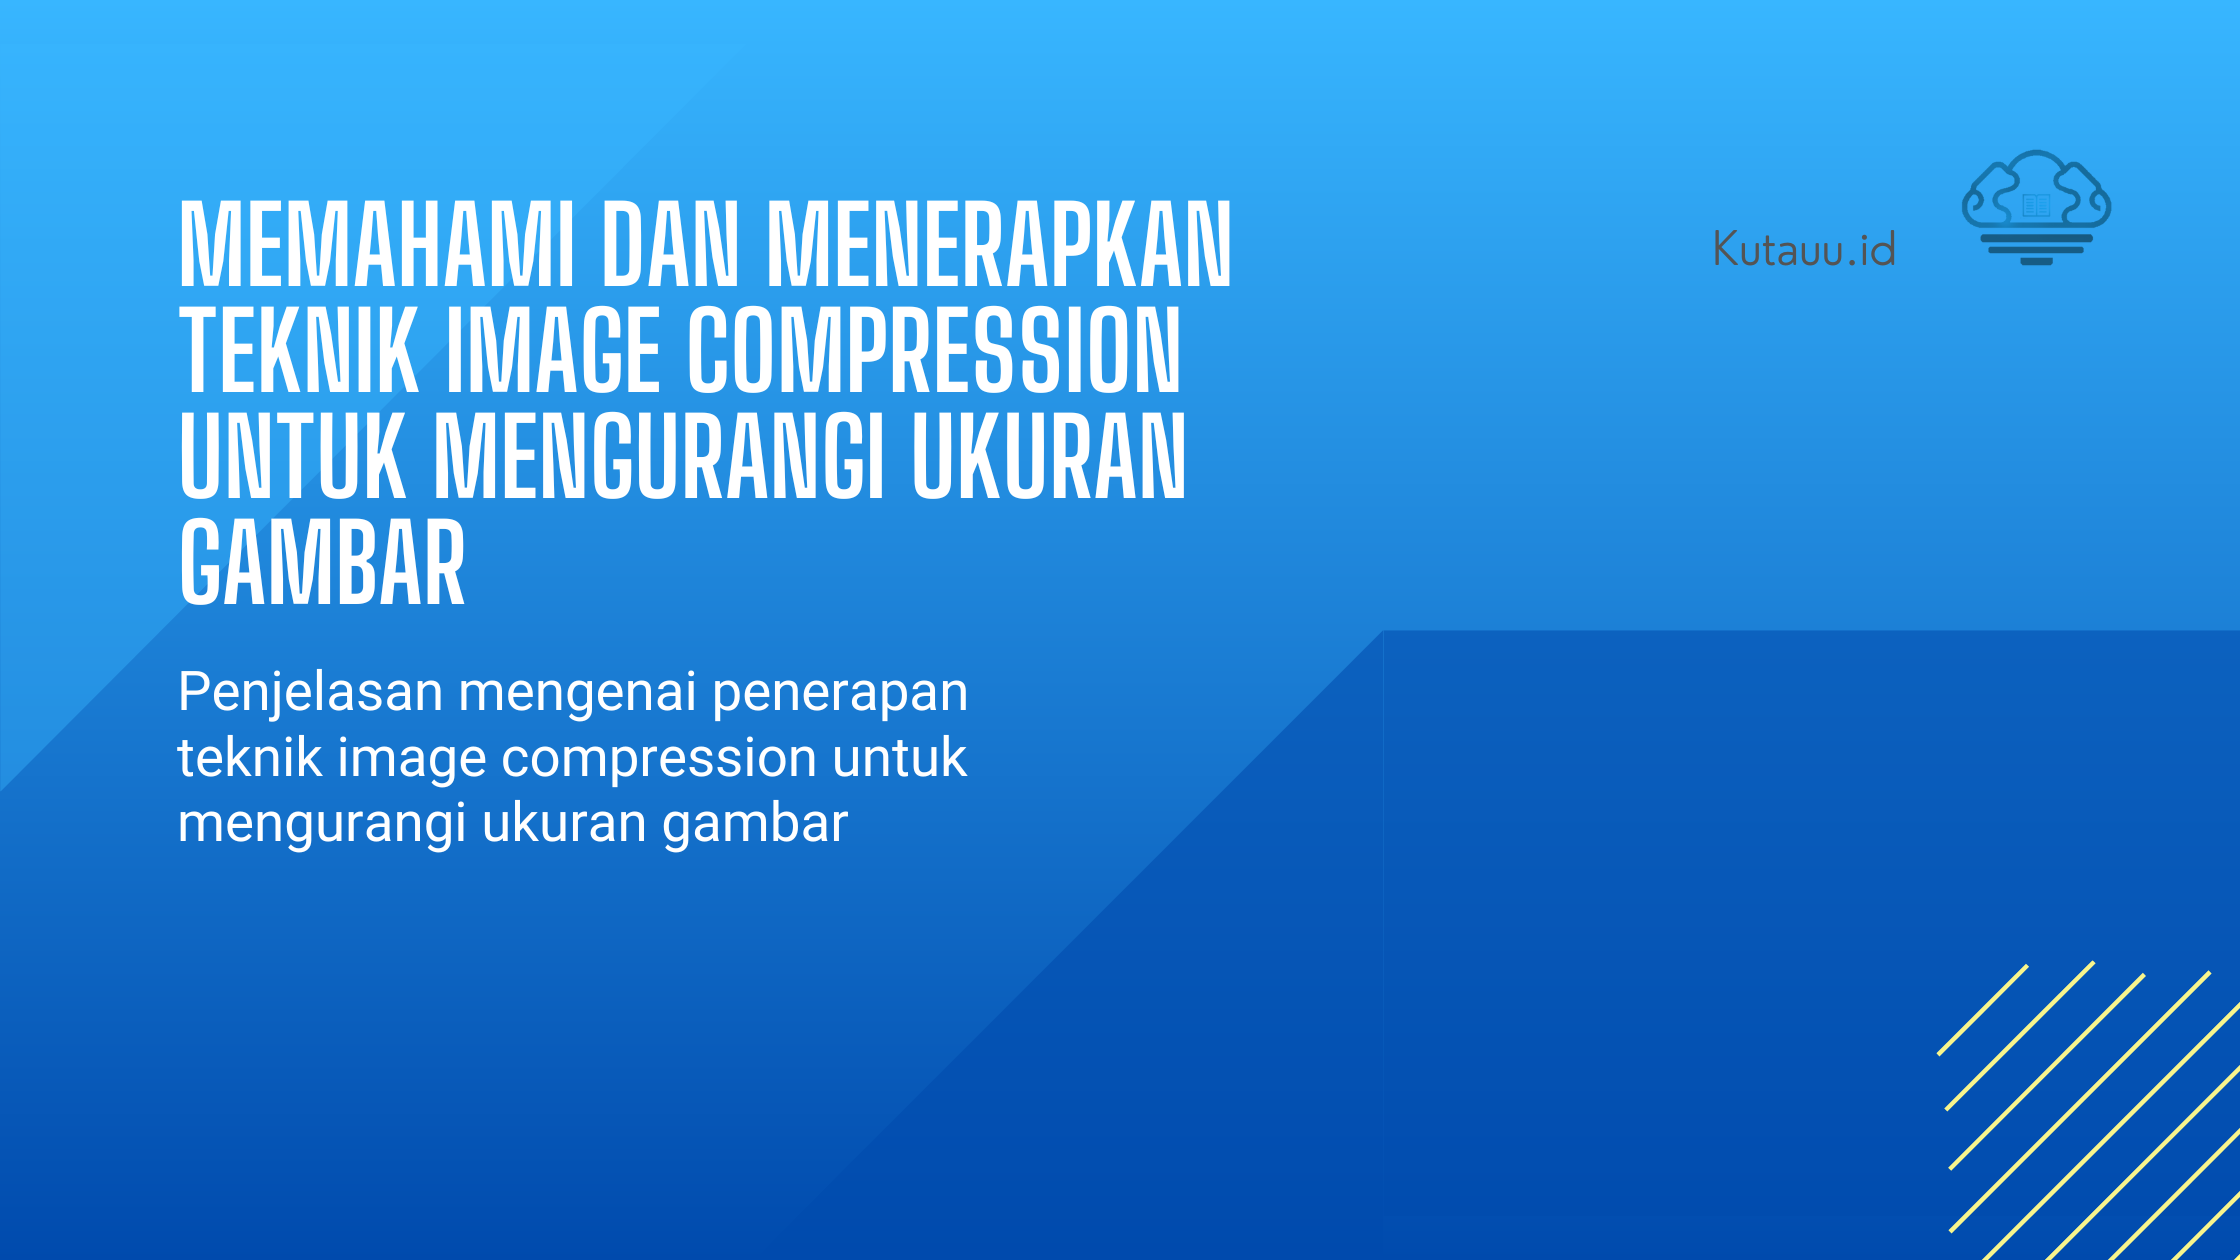 MEMAHAMI DAN MENERAPKAN
TEKNIK IMAGE COMPRESSION
UNTUK MENGURANGI UKURAN
GAMBAR
Kutauu.id
Penjelasan mengenai penerapan
teknik image compression untuk
mengurangi ukuran gambar